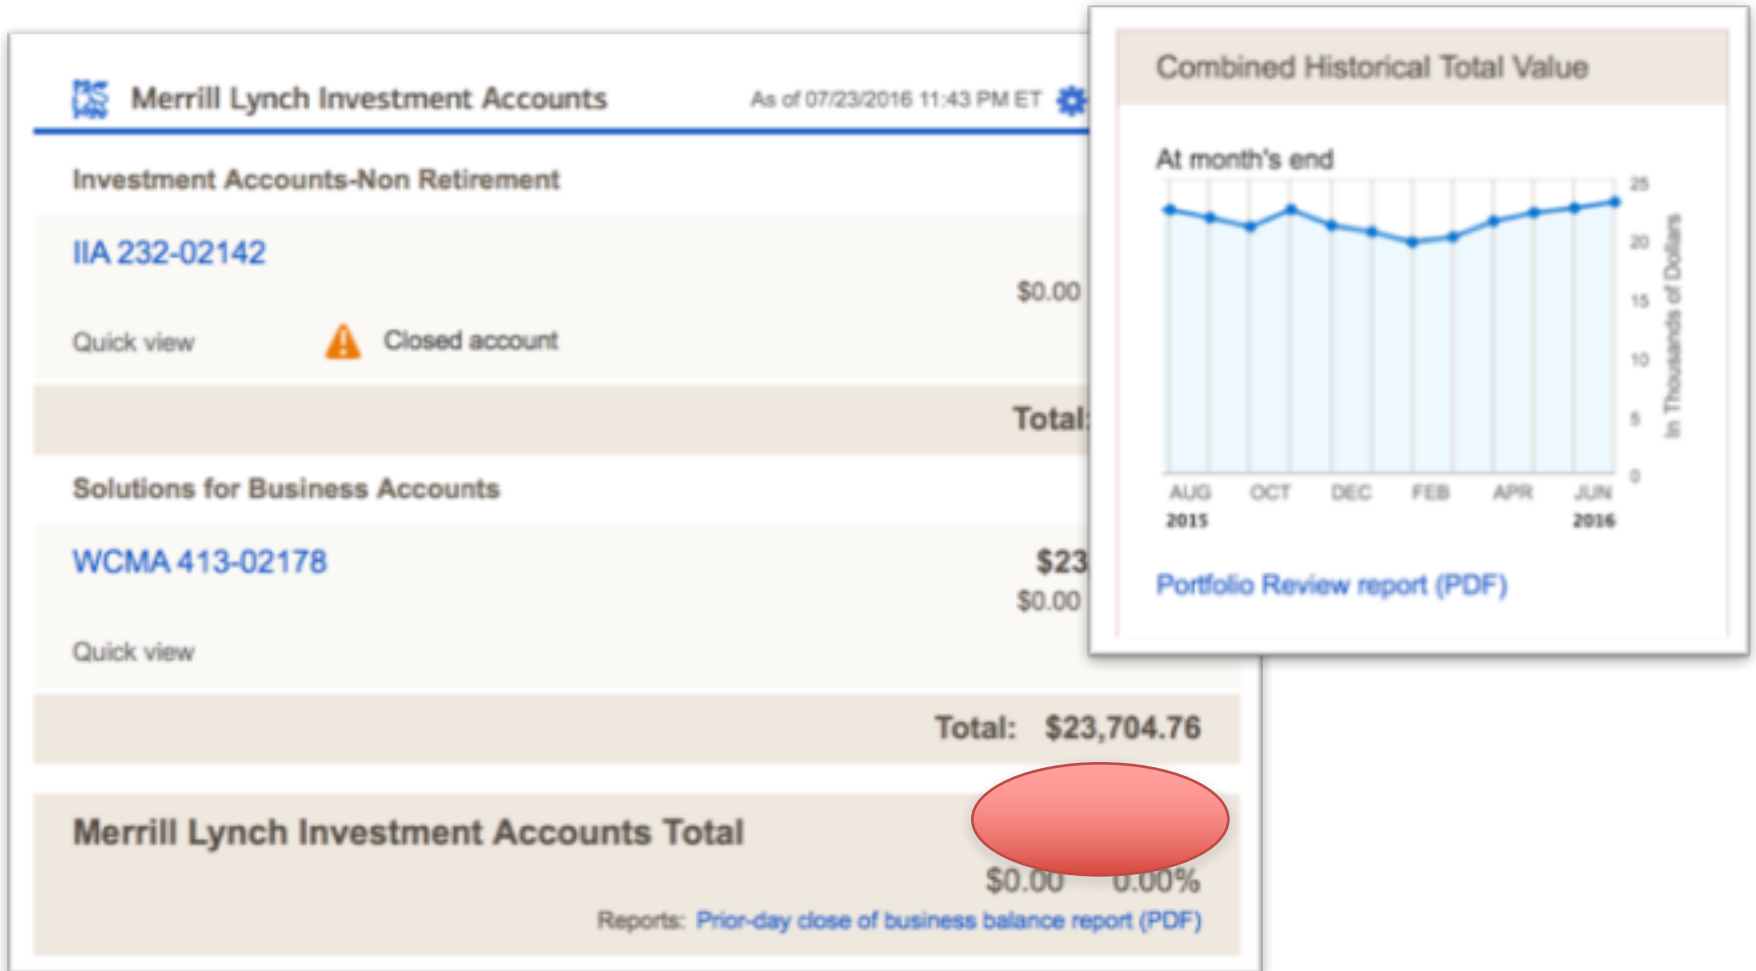 Merrill Lynch Investment Accounts As of 07/23/2016 11:43 PM ET
Investment Accounts-Non Retirement
IIA 232-02142
$0.00
Quick view Closed account
Total:
Solutions for Business Accounts
WCMA 413-02178 $23
$0.00
Quick view
Total: $23,704.76
Merrill Lynch Investment Accounts Total
$0.00 0.00%
Reports: Prior-day close of business balance report (PDF)
Combined Historical Total Value
At month's end
25
20
15
10
5
0
In Thousands of Dollars
AUG OCT DEC FEB APR JUN
2015 2016
Portfolio Review report (PDF)